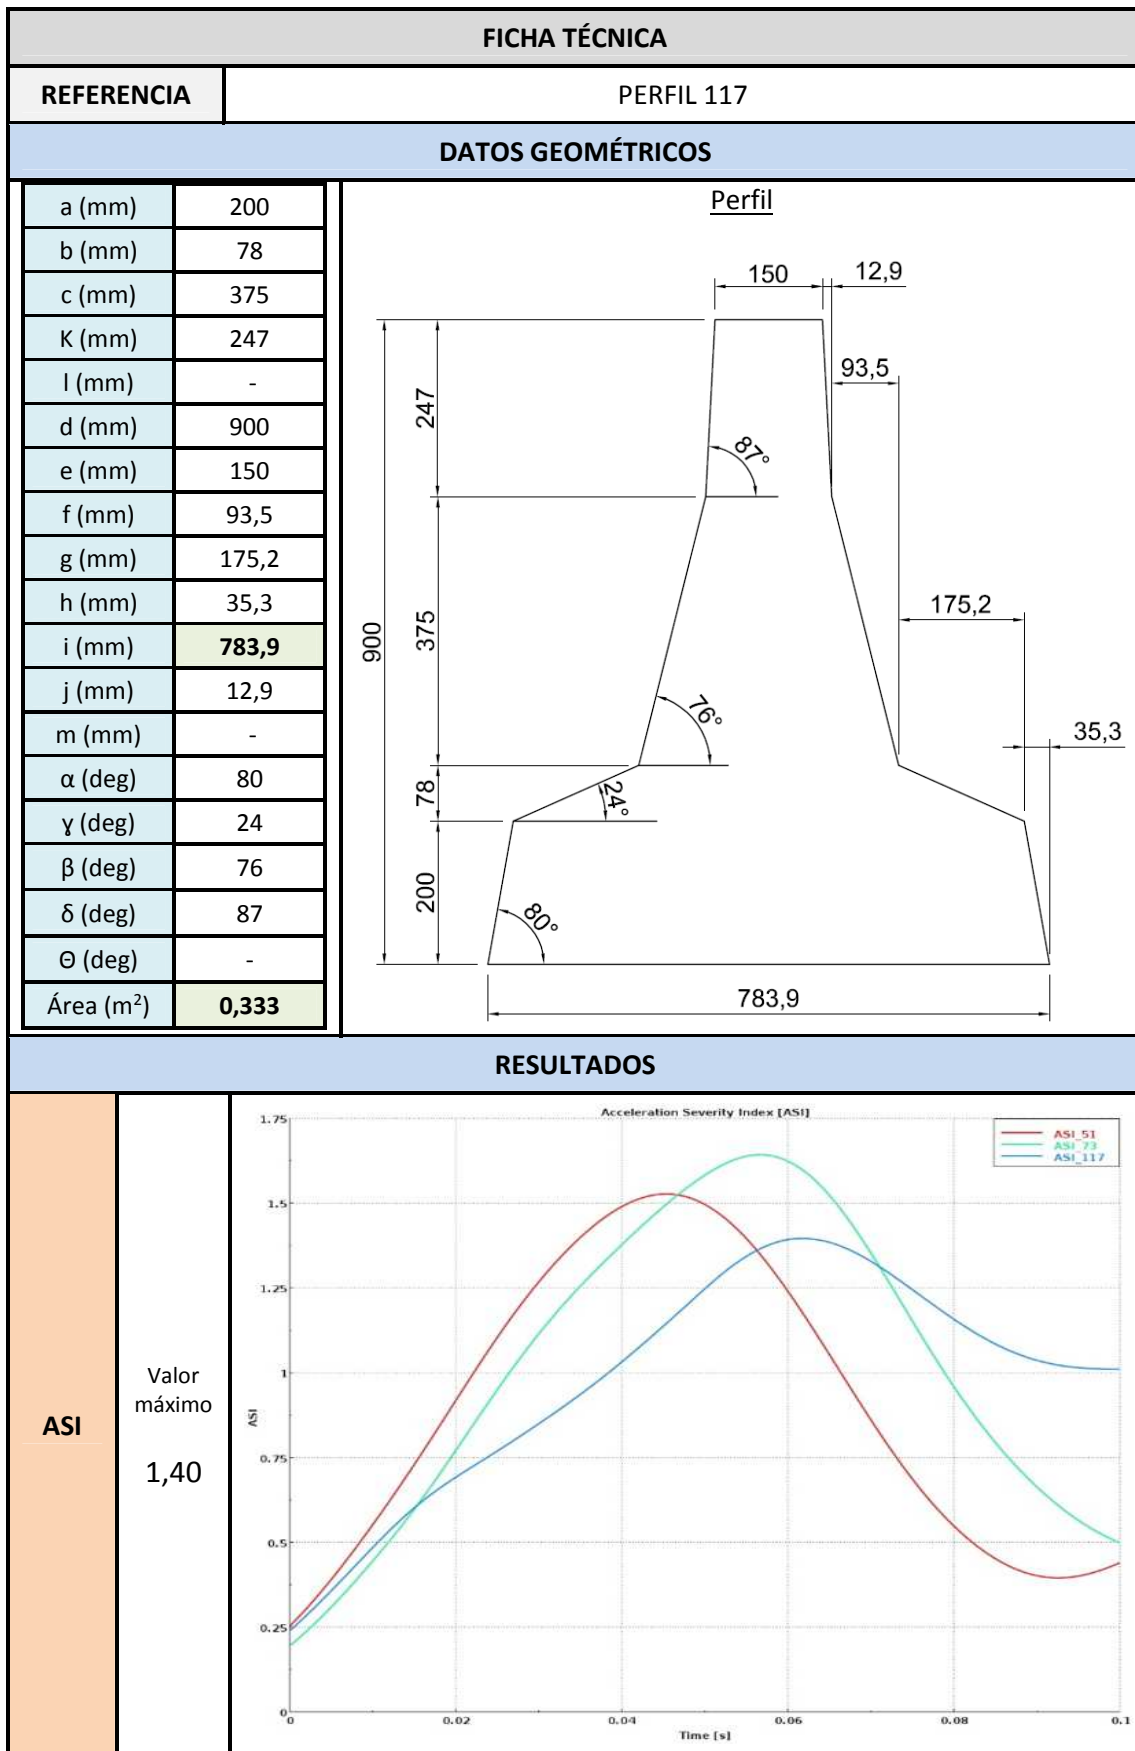 FICHA TÉCNICA
REFERENCIA PERFIL 117
DATOS GEOMÉTRICOS
a (mm) 200
b (mm) 78
c (mm) 375
K (mm) 247
l (mm) -
d (mm) 900
e (mm) 150
f (mm) 93,5
g (mm) 175,2
h (mm) 35,3
i (mm) 783,9
j (mm) 12,9
m (mm) -
α (deg) 80
ɣ (deg) 24
β (deg) 76
δ (deg) 87
Θ (deg) -
Área (m²) 0,333
Perfil
150 12,9
93,5
247
87°
175,2
375
900
76°
35,3
78
24°
200
80°
783,9
RESULTADOS
ASI
Valor
máximo
1,40
Acceleration Severity Index [ASI]
ASI_51
ASI_73
ASI_117
1.75
1.5
1.25
1
0.75
0.5
0.25
0
ASI
0 0.02 0.04 0.06 0.08 0.1
Time [s]